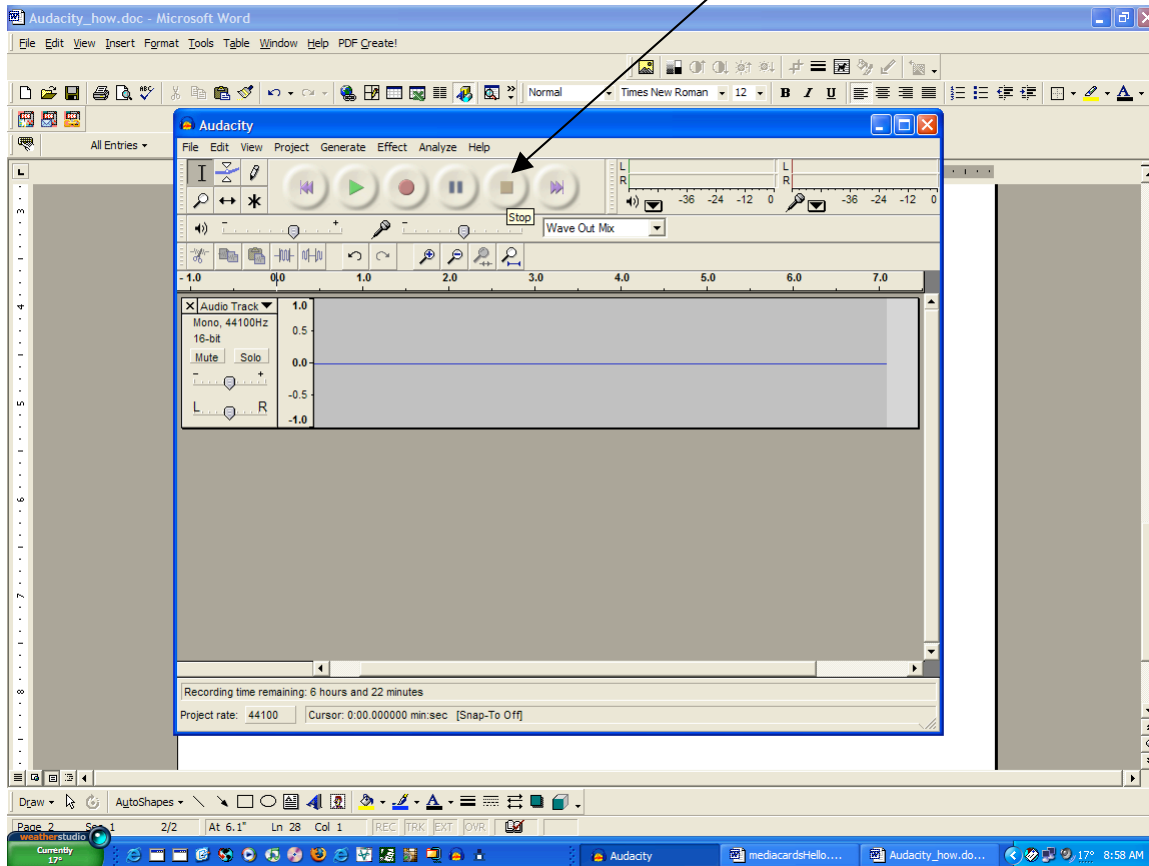 Audacity_how.doc - Microsoft Word
File Edit View Insert Format Tools Table Window Help PDF Create!
Normal Times New Roman 12 B I U
All Entries
Audacity
File Edit View Project Generate Effect Analyze Help
L
R
-36 -24 -12 0
L
R
-36 -24 -12 0
Stop
- + - Wave Out Mix
-1.0 0.0 1.0 2.0 3.0 4.0 5.0 6.0 7.0
X Audio Track 1.0
Mono, 44100Hz
16-bit 0.5
Mute Solo 0.0
- +
-0.5
L R
-1.0
Recording time remaining: 6 hours and 22 minutes
Project rate: 44100 Cursor: 0:00.000000 min:sec [Snap-To Off]
Draw AutoShapes
Page 2 Sec 1 2/2 At 6.1" Ln 28 Col 1 REC TRK EXT OVR
weatherstudio
Currently
17°
Audacity mediacardsHello.... Audacity_how.do... 17° 8:58 AM